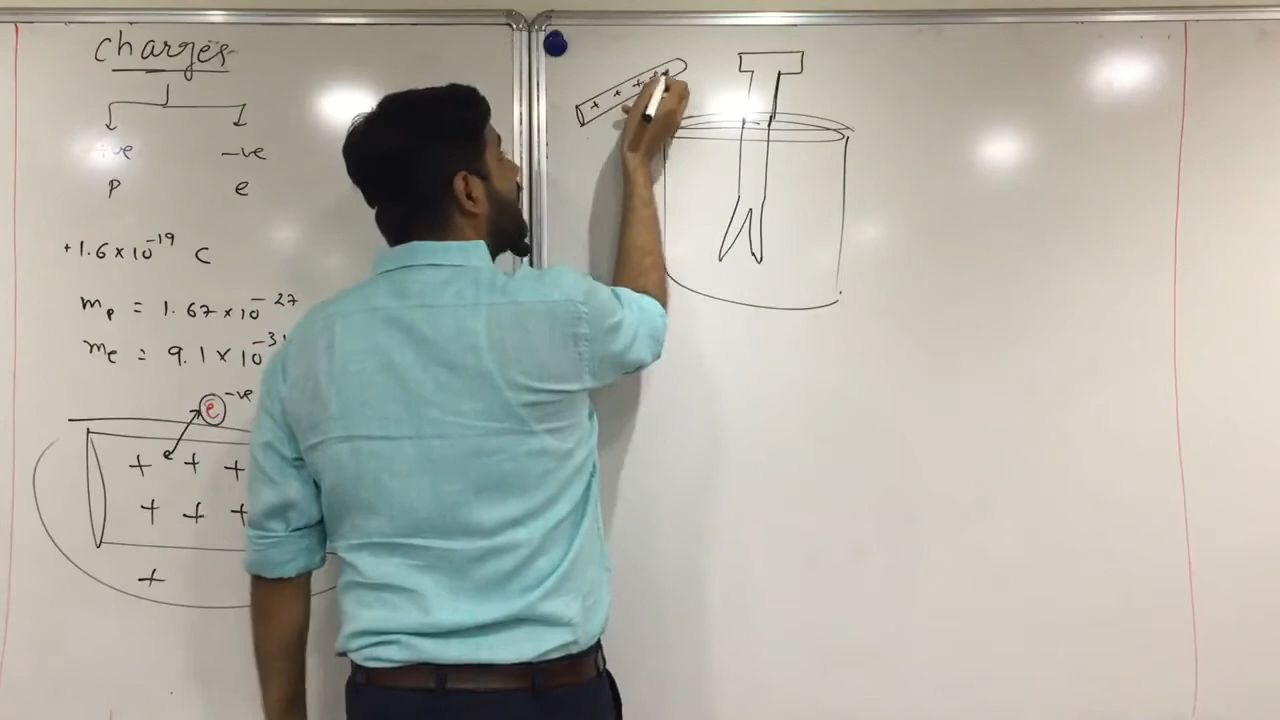 Charges
+ve -ve
p e
+1.6×10⁻¹⁹ C
mₚ = 1.67×10⁻²⁷
mₑ = 9.1×10⁻³¹
e -ve
+ + +
+ + +
+
+ + +